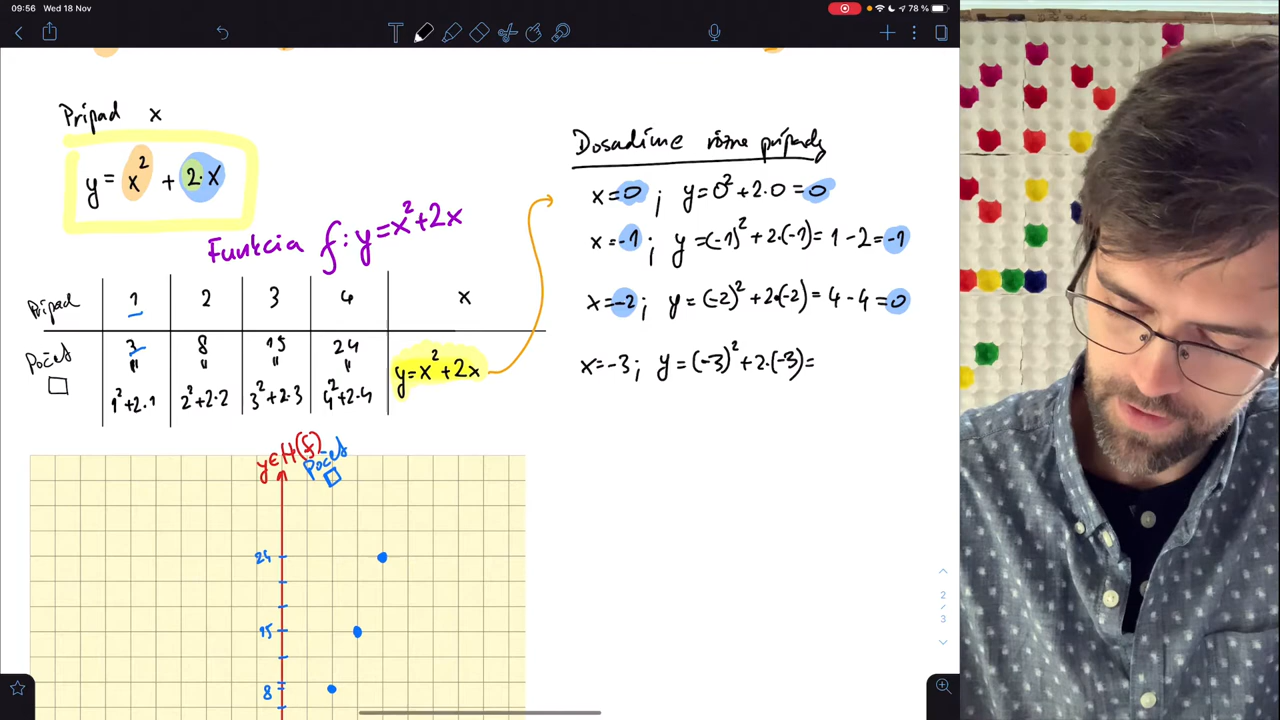 09:56 Wed 18 Nov
78 %
Prípad x
y = x² + 2·x
Funkcia f: y = x² + 2x
Prípad 1 2 3 4 x
Počet □ 3 8 15 24 y = x² + 2x
" " " "
1² + 2·1 2² + 2·2 3² + 2·3 4² + 2·4
Dosadíme rôzne prípady
x = 0 ; y = 0² + 2·0 = 0
x = -1 ; y = (-1)² + 2·(-1) = 1 - 2 = -1
x = -2 ; y = (-2)² + 2·(-2) = 4 - 4 = 0
x = -3 ; y = (-3)² + 2·(-3) =
y ∈ H(f)
Počet □
24
15
8
2
/
3